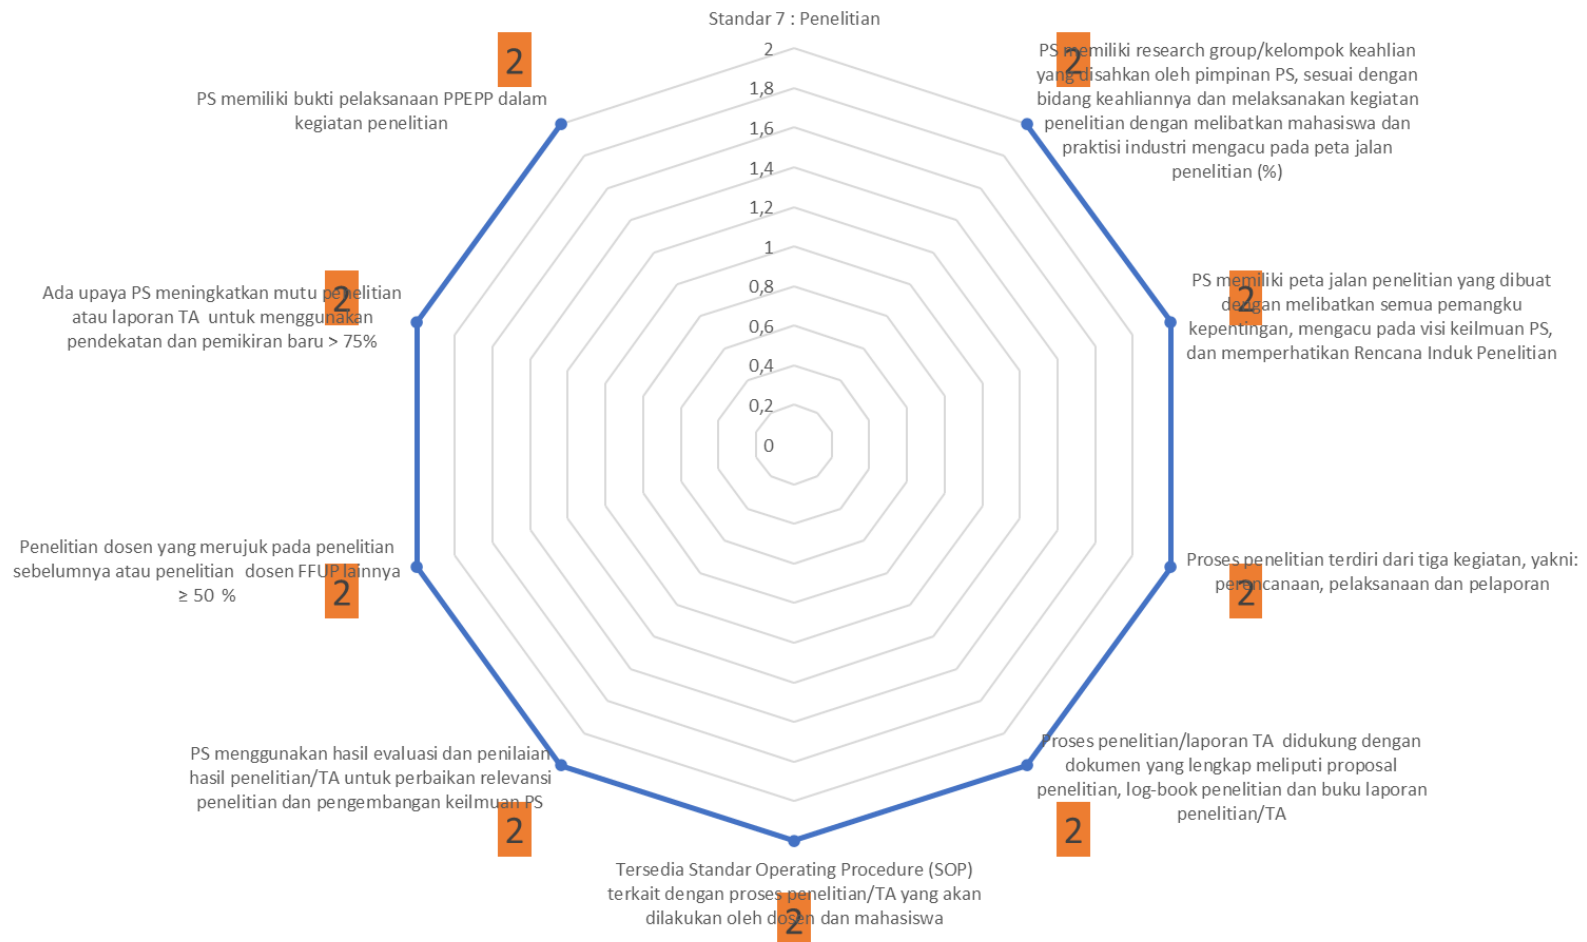 Standar 7 : Penelitian
2
1,8
1,6
1,4
1,2
1
0,8
0,6
0,4
0,2
0
2
PS memiliki research group/kelompok keahlian
yang disahkan oleh pimpinan PS, sesuai dengan
bidang keahliannya dan melaksanakan kegiatan
penelitian dengan melibatkan mahasiswa dan
praktisi industri mengacu pada peta jalan
penelitian (%)
2
PS memiliki peta jalan penelitian yang dibuat
dengan melibatkan semua pemangku
kepentingan, mengacu pada visi keilmuan PS,
dan memperhatikan Rencana Induk Penelitian
2
Proses penelitian terdiri dari tiga kegiatan, yakni:
perencanaan, pelaksanaan dan pelaporan
2
Proses penelitian/laporan TA didukung dengan
dokumen yang lengkap meliputi proposal
penelitian, log-book penelitian dan buku laporan
penelitian/TA
2
Tersedia Standar Operating Procedure (SOP)
terkait dengan proses penelitian/TA yang akan
dilakukan oleh dosen dan mahasiswa
2
PS menggunakan hasil evaluasi dan penilaian
hasil penelitian/TA untuk perbaikan relevansi
penelitian dan pengembangan keilmuan PS
2
Penelitian dosen yang merujuk pada penelitian
sebelumnya atau penelitian dosen FFUP lainnya
≥ 50 %
2
Ada upaya PS meningkatkan mutu penelitian
atau laporan TA untuk menggunakan
pendekatan dan pemikiran baru > 75%
2
PS memiliki bukti pelaksanaan PPEPP dalam
kegiatan penelitian
2